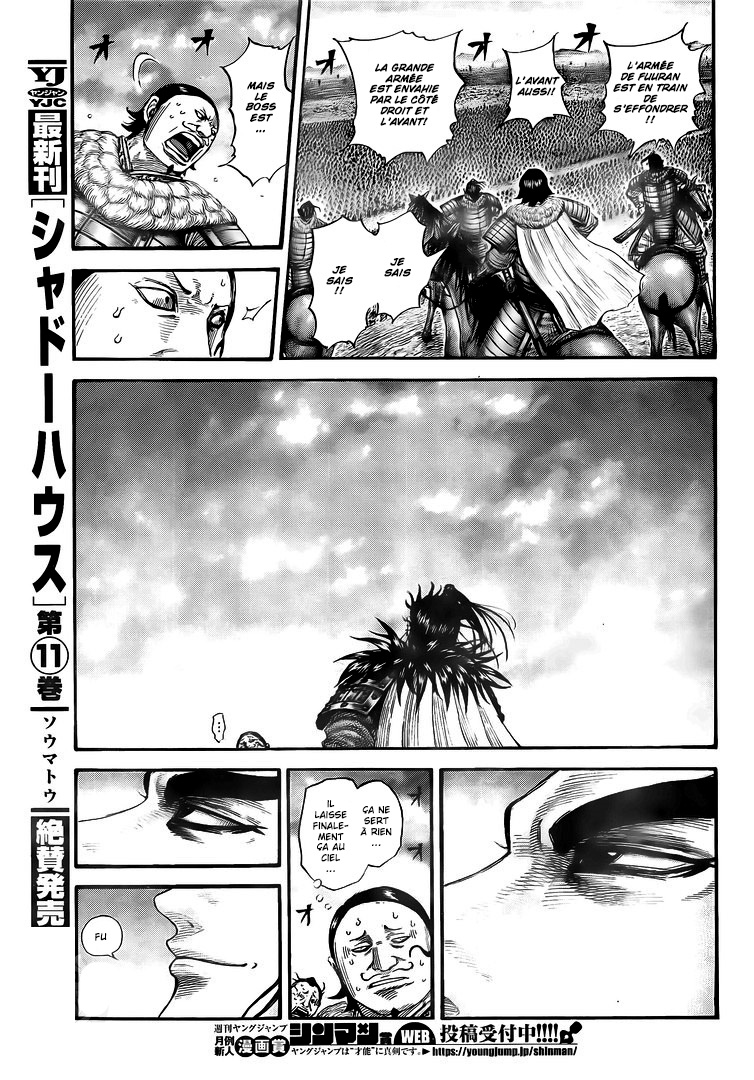 L'ARMÉE
DE FUURAN
EST EN TRAIN
DE
S'EFFONDRER
!!
L'AVANT
AUSSI!!
LA GRANDE
ARMÉE
EST ENVAHIE
PAR LE CÔTÉ
DROIT ET
L'AVANT!
オ
オ
JE
SAIS
JE
SAIS
!!
オ
MAIS
LE
BOSS
EST
...
...
ÇA NE
SERT
À RIEN
...
IL
LAISSE
FINALE-
MENT
ÇA AU
CIEL ...
オ
オ
FU
YJ
ヤンジャン
YJC
最新刊
[シャドーハウス]
第⑪巻
ソウマトウ
絶賛発売
週刊ヤングジャンプ
月例
新人
漫画賞
シンマン賞
ヤングジャンプは"才能"に真剣です。
WEB
投稿受付中!!!!
▶https://youngjump.jp/shinman/